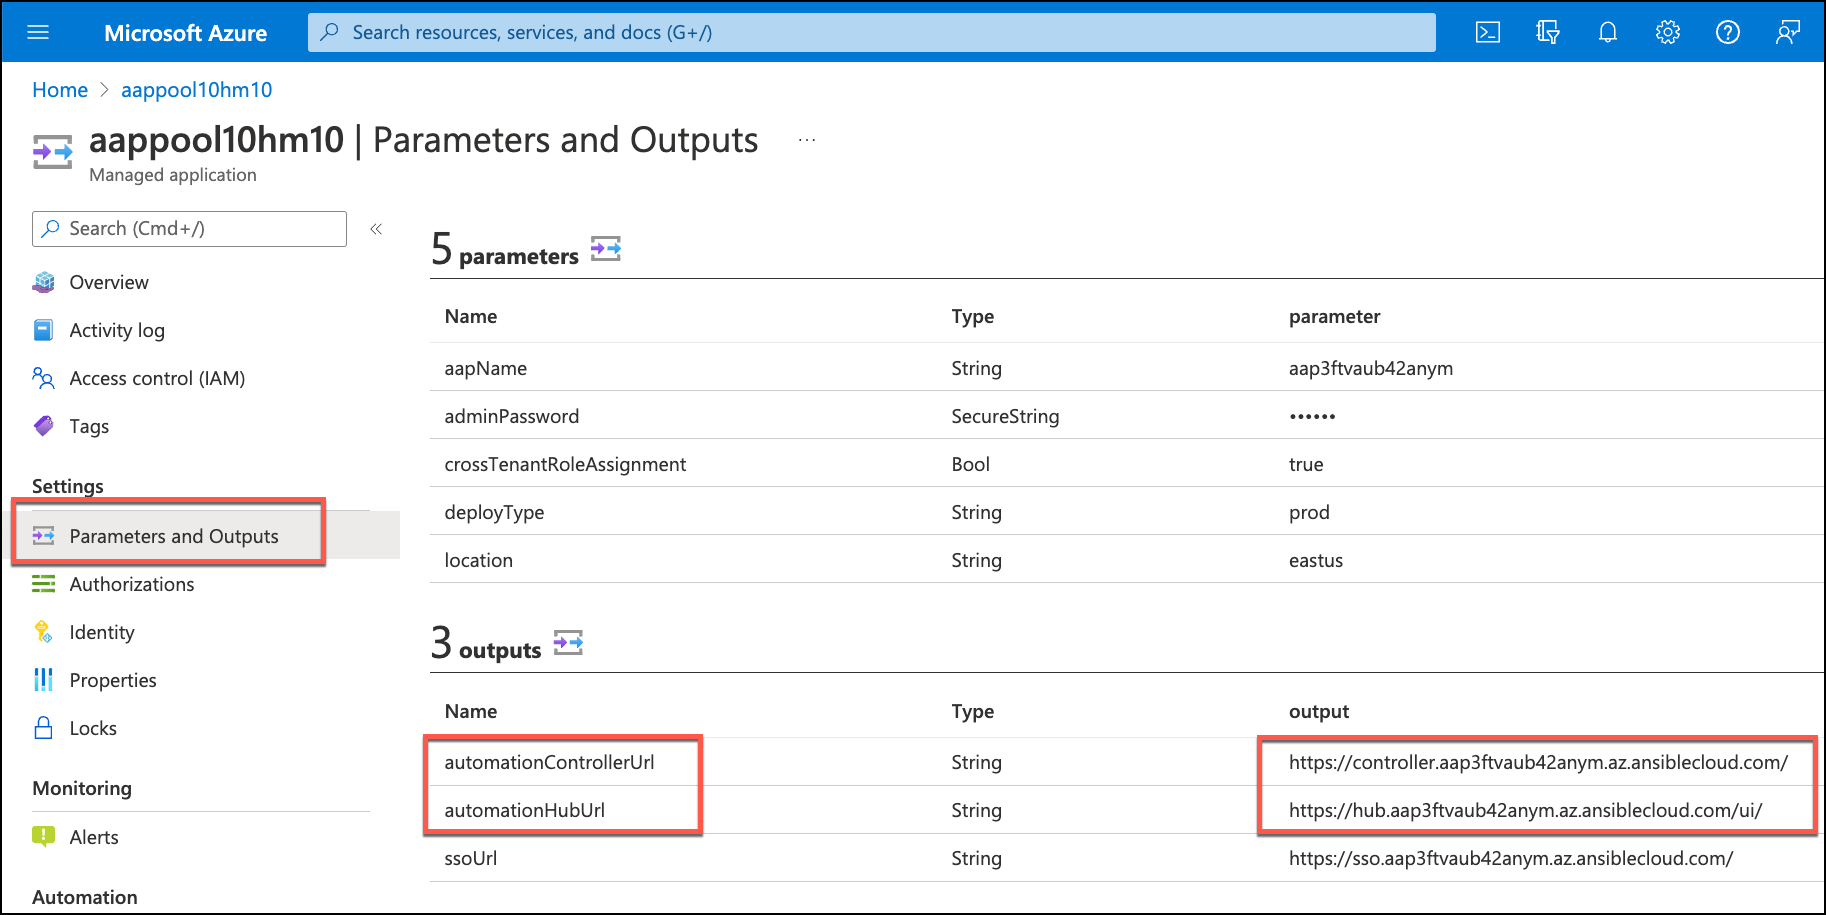 Microsoft Azure
Search resources, services, and docs (G+/)
Home > aappool10hm10
aappool10hm10 | Parameters and Outputs ...
Managed application
Search (Cmd+/) «
Overview
Activity log
Access control (IAM)
Tags
Settings
Parameters and Outputs
Authorizations
Identity
Properties
Locks
Monitoring
Alerts
Automation
5 parameters
Name Type parameter
aapName String aap3ftvaub42anym
adminPassword SecureString ••••••
crossTenantRoleAssignment Bool true
deployType String prod
location String eastus
3 outputs
Name Type output
automationControllerUrl String https://controller.aap3ftvaub42anym.az.ansiblecloud.com/
automationHubUrl String https://hub.aap3ftvaub42anym.az.ansiblecloud.com/ui/
ssoUrl String https://sso.aap3ftvaub42anym.az.ansiblecloud.com/